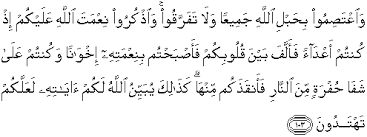 وَٱعْتَصِمُوا۟ بِحَبْلِ ٱللَّهِ جَمِيعًا وَلَا تَفَرَّقُوا۟ ۚ وَٱذْكُرُوا۟ نِعْمَتَ ٱللَّهِ عَلَيْكُمْ إِذْ
كُنتُمْ أَعْدَآءً فَأَلَّفَ بَيْنَ قُلُوبِكُمْ فَأَصْبَحْتُم بِنِعْمَتِهِۦٓ إِخْوَٰنًا وَكُنتُمْ عَلَىٰ
شَفَا حُفْرَةٍ مِّنَ ٱلنَّارِ فَأَنقَذَكُم مِّنْهَا ۗ كَذَٰلِكَ يُبَيِّنُ ٱللَّهُ لَكُمْ ءَايَـٰتِهِۦ لَعَلَّكُمْ
تَهْتَدُونَ ١٠٣